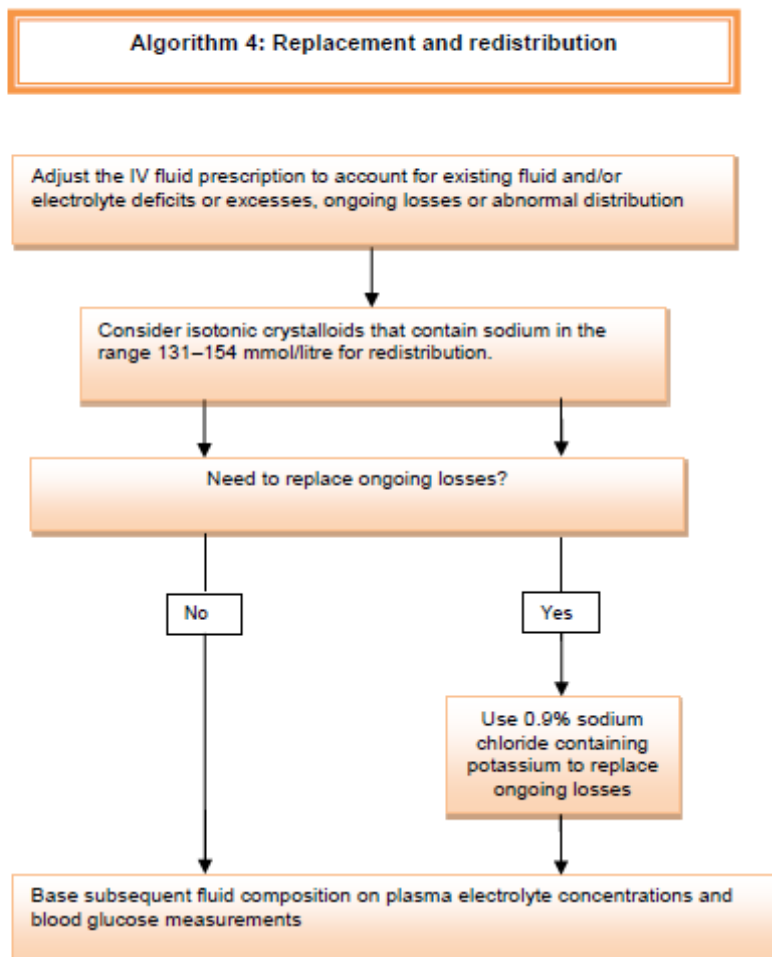 Algorithm 4: Replacement and redistribution
Adjust the IV fluid prescription to account for existing fluid and/or
electrolyte deficits or excesses, ongoing losses or abnormal distribution
Consider isotonic crystalloids that contain sodium in the
range 131–154 mmol/litre for redistribution.
Need to replace ongoing losses?
No
Yes
Use 0.9% sodium
chloride containing
potassium to replace
ongoing losses
Base subsequent fluid composition on plasma electrolyte concentrations and
blood glucose measurements